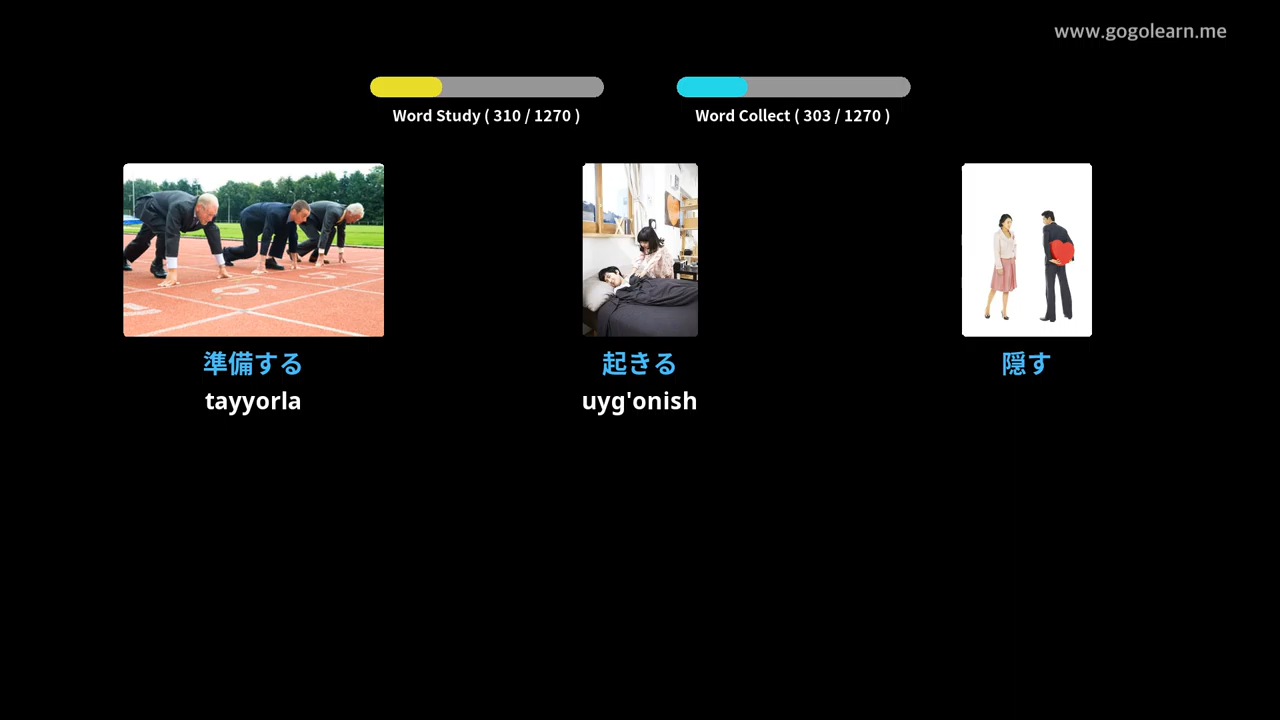 www.gogolearn.me
Word Study ( 310 / 1270 )
Word Collect ( 303 / 1270 )
準備する
tayyorla
起きる
uyg'onish
隠す